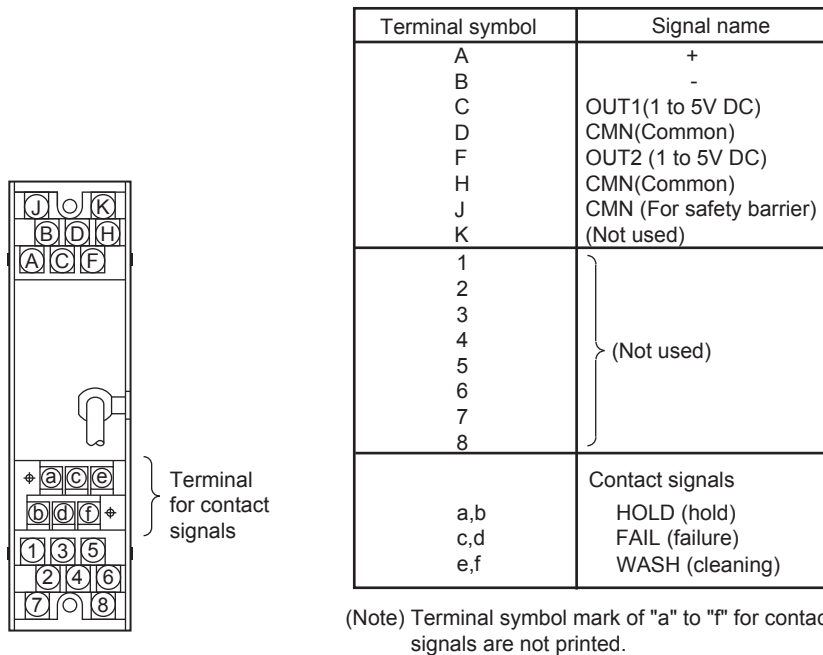 Terminal symbol Signal name
A +
B -
C OUT1(1 to 5V DC)
D CMN(Common)
F OUT2 (1 to 5V DC)
H CMN(Common)
J CMN (For safety barrier)
K (Not used)
1
2
3
4
5
6
7
8
(Not used)
Contact signals
a,b HOLD (hold)
c,d FAIL (failure)
e,f WASH (cleaning)
J K
B D H
A C F
a c e
b d f
1 3 5
2 4 6
7 8
Terminal
for contact
signals
(Note) Terminal symbol mark of "a" to "f" for contac
signals are not printed.